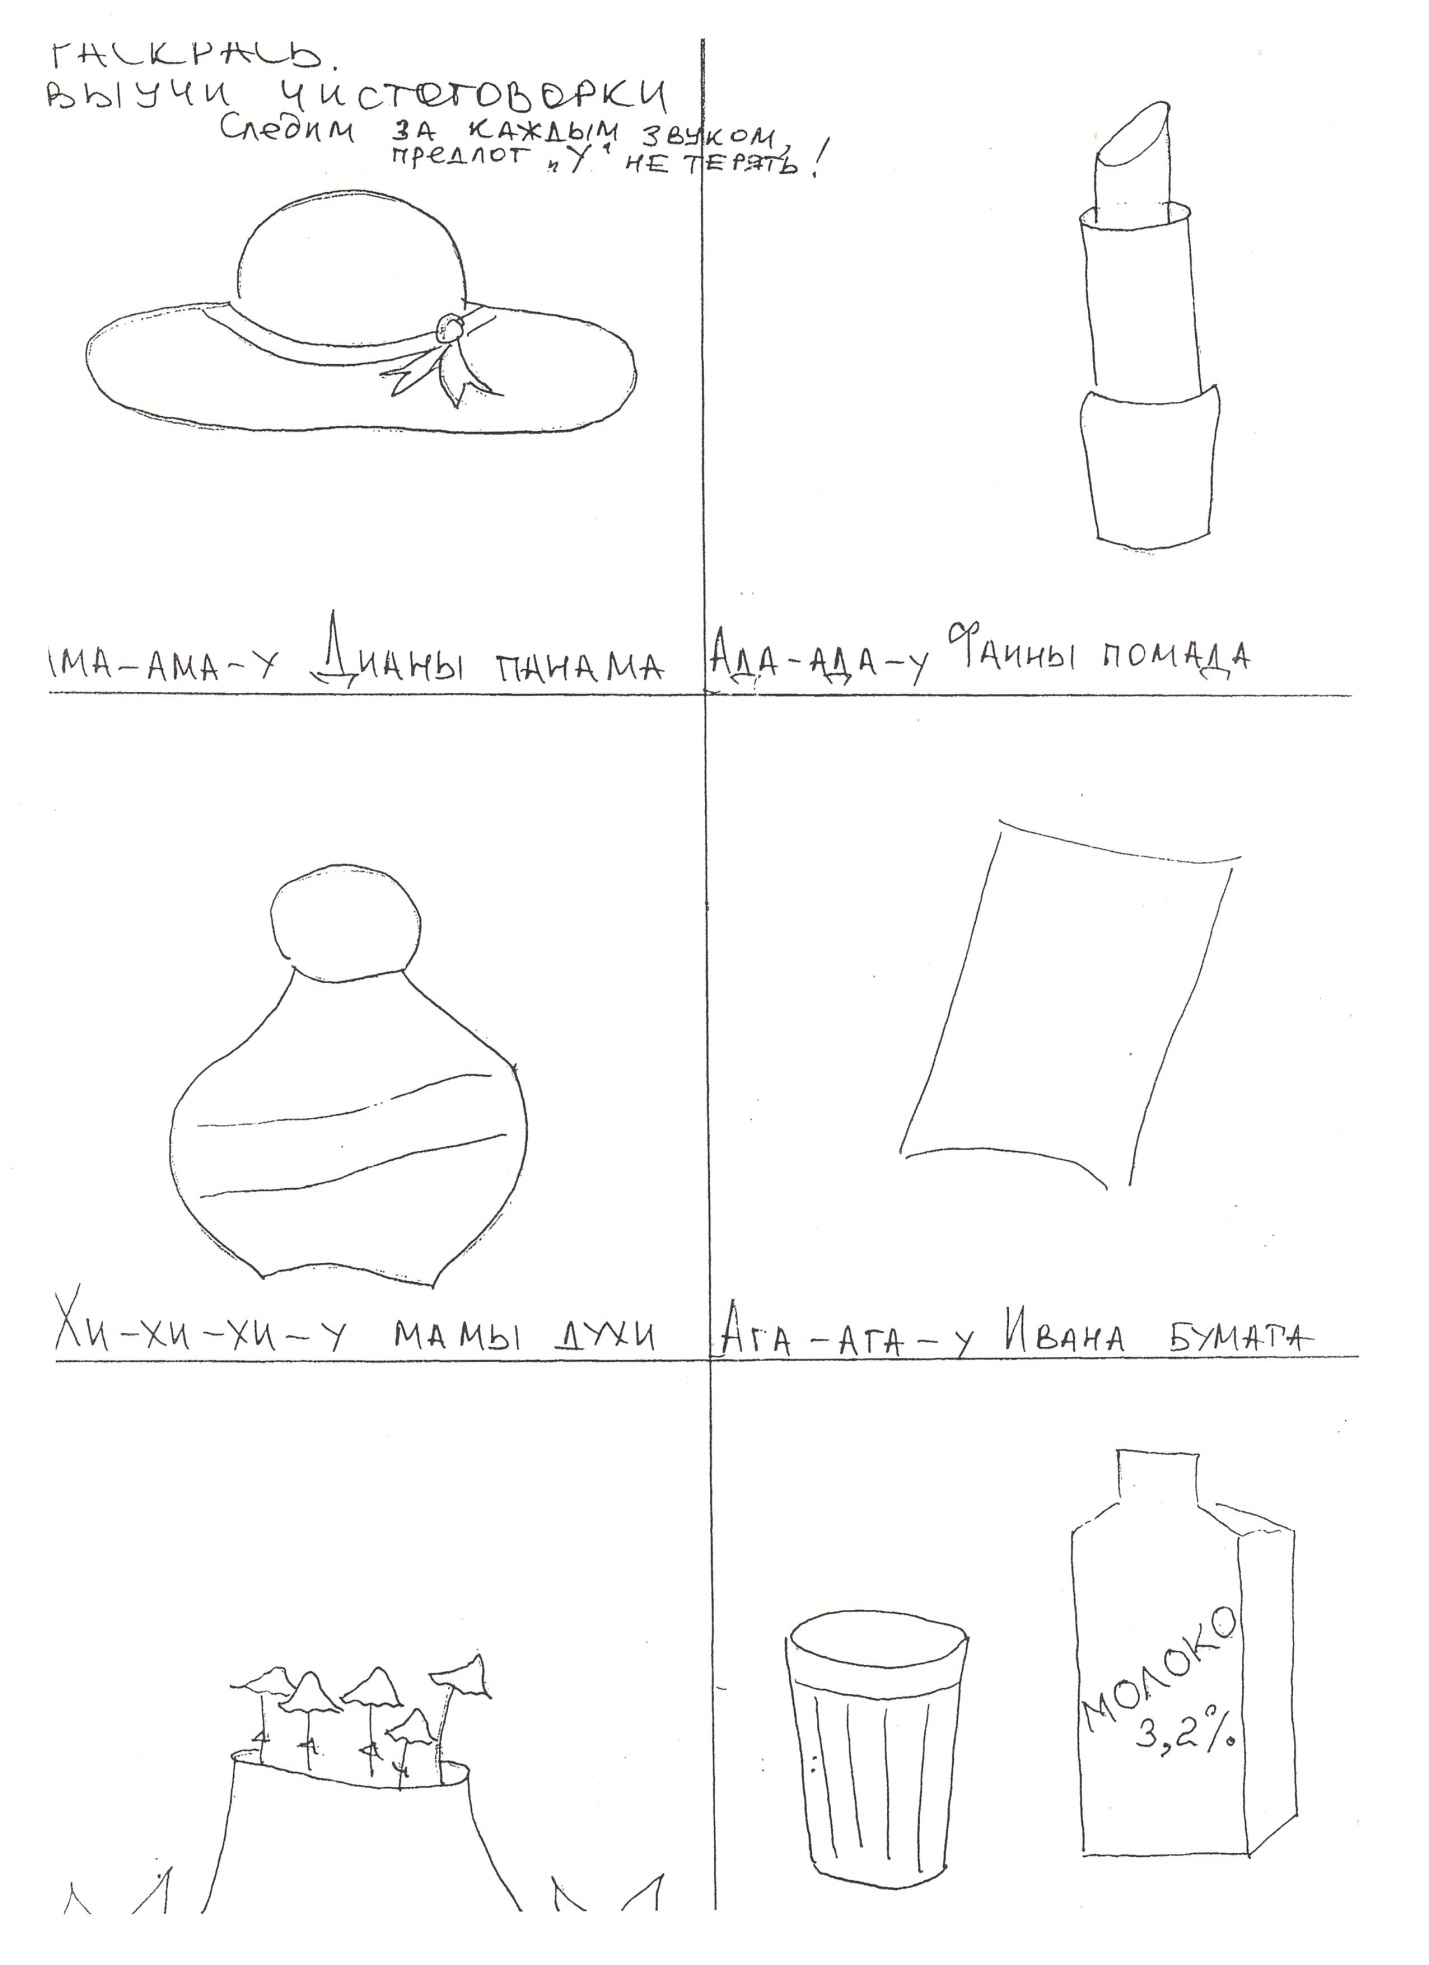 РАСКРАСЬ.
ВЫУЧИ ЧИСТОГОВОРКИ
Следим ЗА КАЖДЫМ ЗВУКОМ,
ПРЕДЛОГ „У“ НЕ ТЕРЯТЬ!
АМА-АМА-У ДИАНЫ ПАНАМА
АДА-АДА-У ФАИНЫ ПОМАДА
ХИ-ХИ-ХИ-У МАМЫ ДУХИ
АГА-АГА-У ИВАНА БУМАГА
МОЛОКО
3,2%